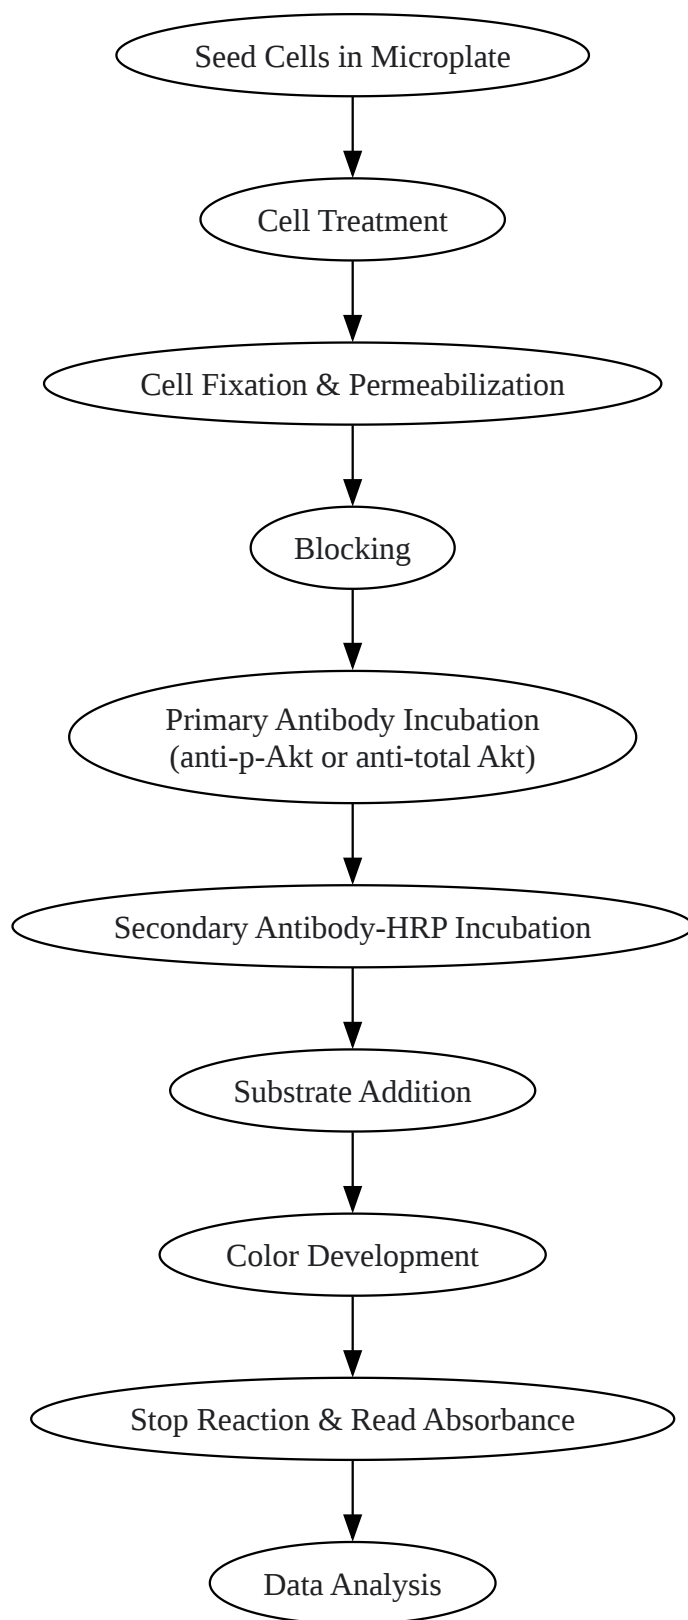 Seed Cells in Microplate
Cell Treatment
Cell Fixation & Permeabilization
Blocking
Primary Antibody Incubation
(anti-p-Akt or anti-total Akt)
Secondary Antibody-HRP Incubation
Substrate Addition
Color Development
Stop Reaction & Read Absorbance
Data Analysis